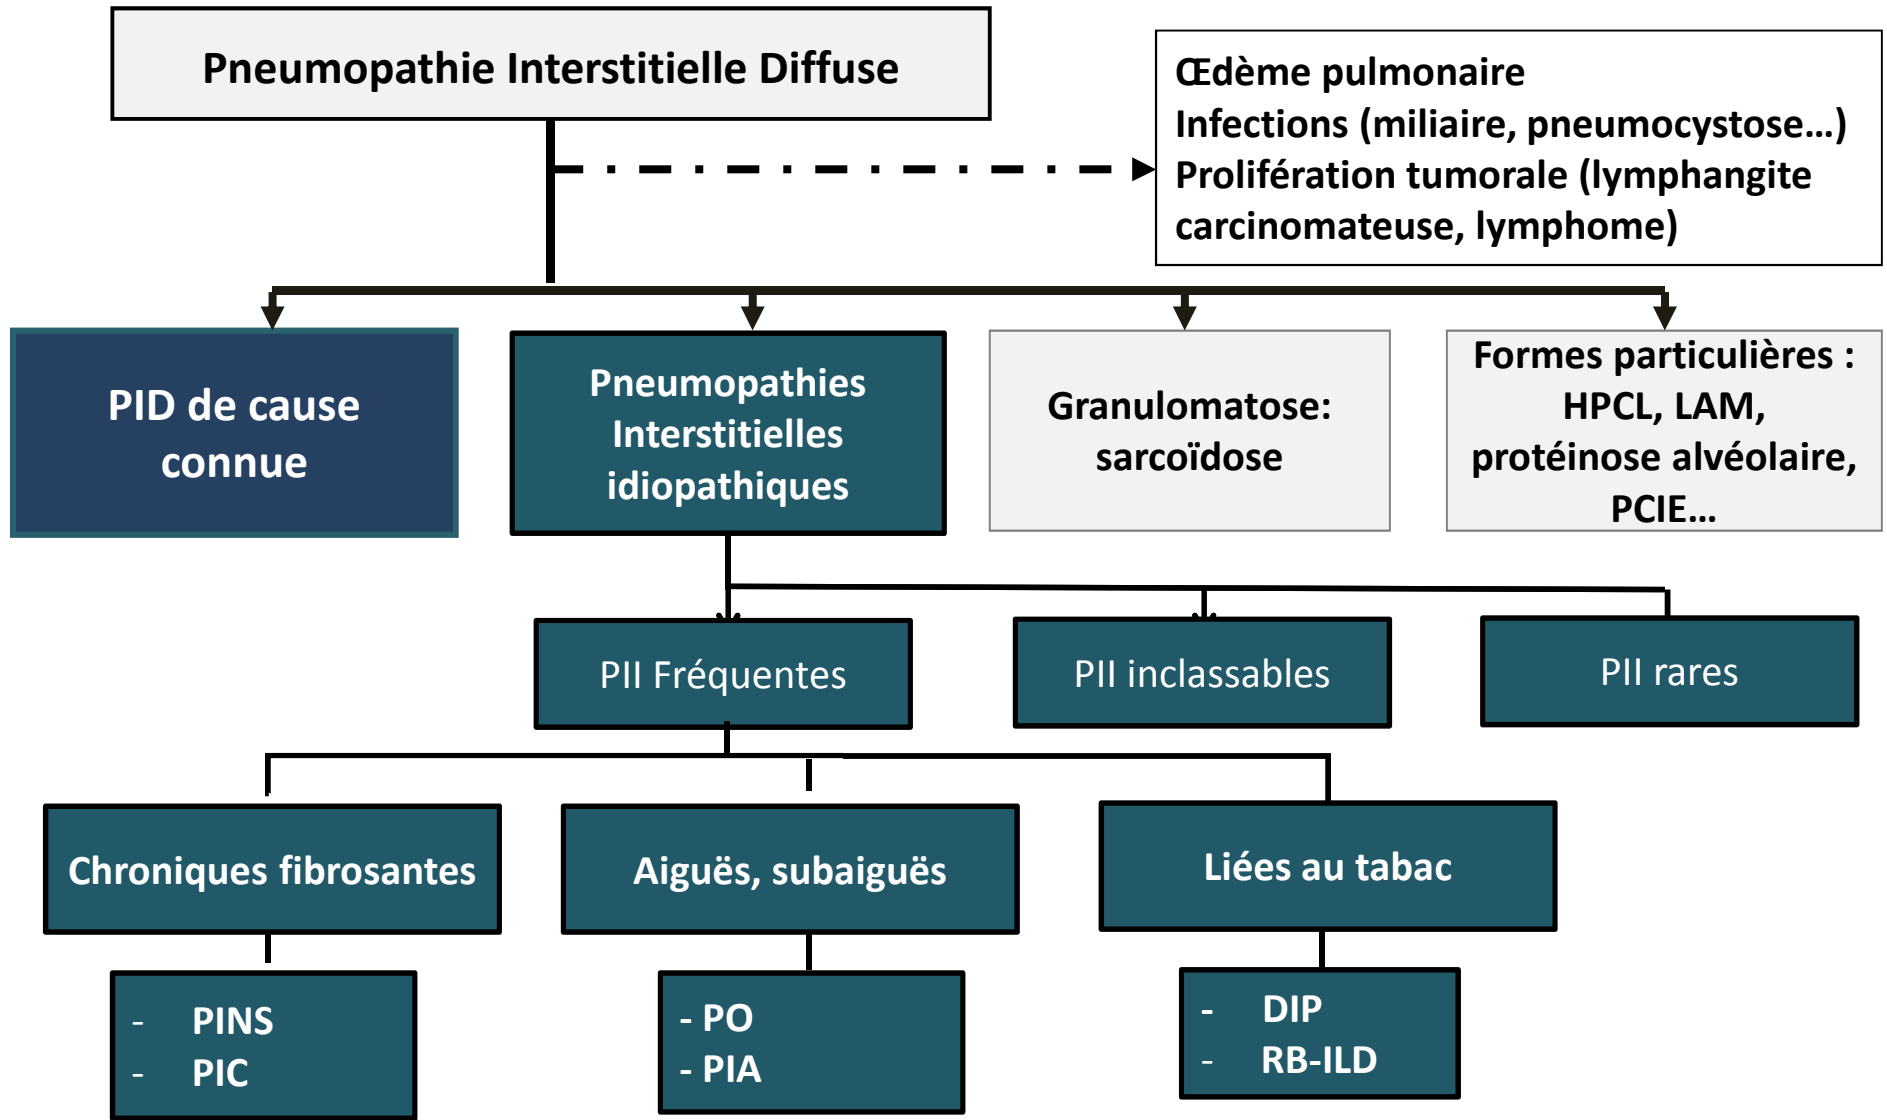 Pneumopathie Interstitielle Diffuse
Œdème pulmonaire
Infections (miliaire, pneumocystose…)
Prolifération tumorale (lymphangite
carcinomateuse, lymphome)
PID de cause
connue
Pneumopathies
Interstitielles
idiopathiques
Granulomatose:
sarcoïdose
Formes particulières :
HPCL, LAM,
protéinose alvéolaire,
PCIE…
PII Fréquentes
PII inclassables
PII rares
Chroniques fibrosantes
Aiguës, subaiguës
Liées au tabac
- PINS
- PIC
- PO
- PIA
- DIP
- RB-ILD